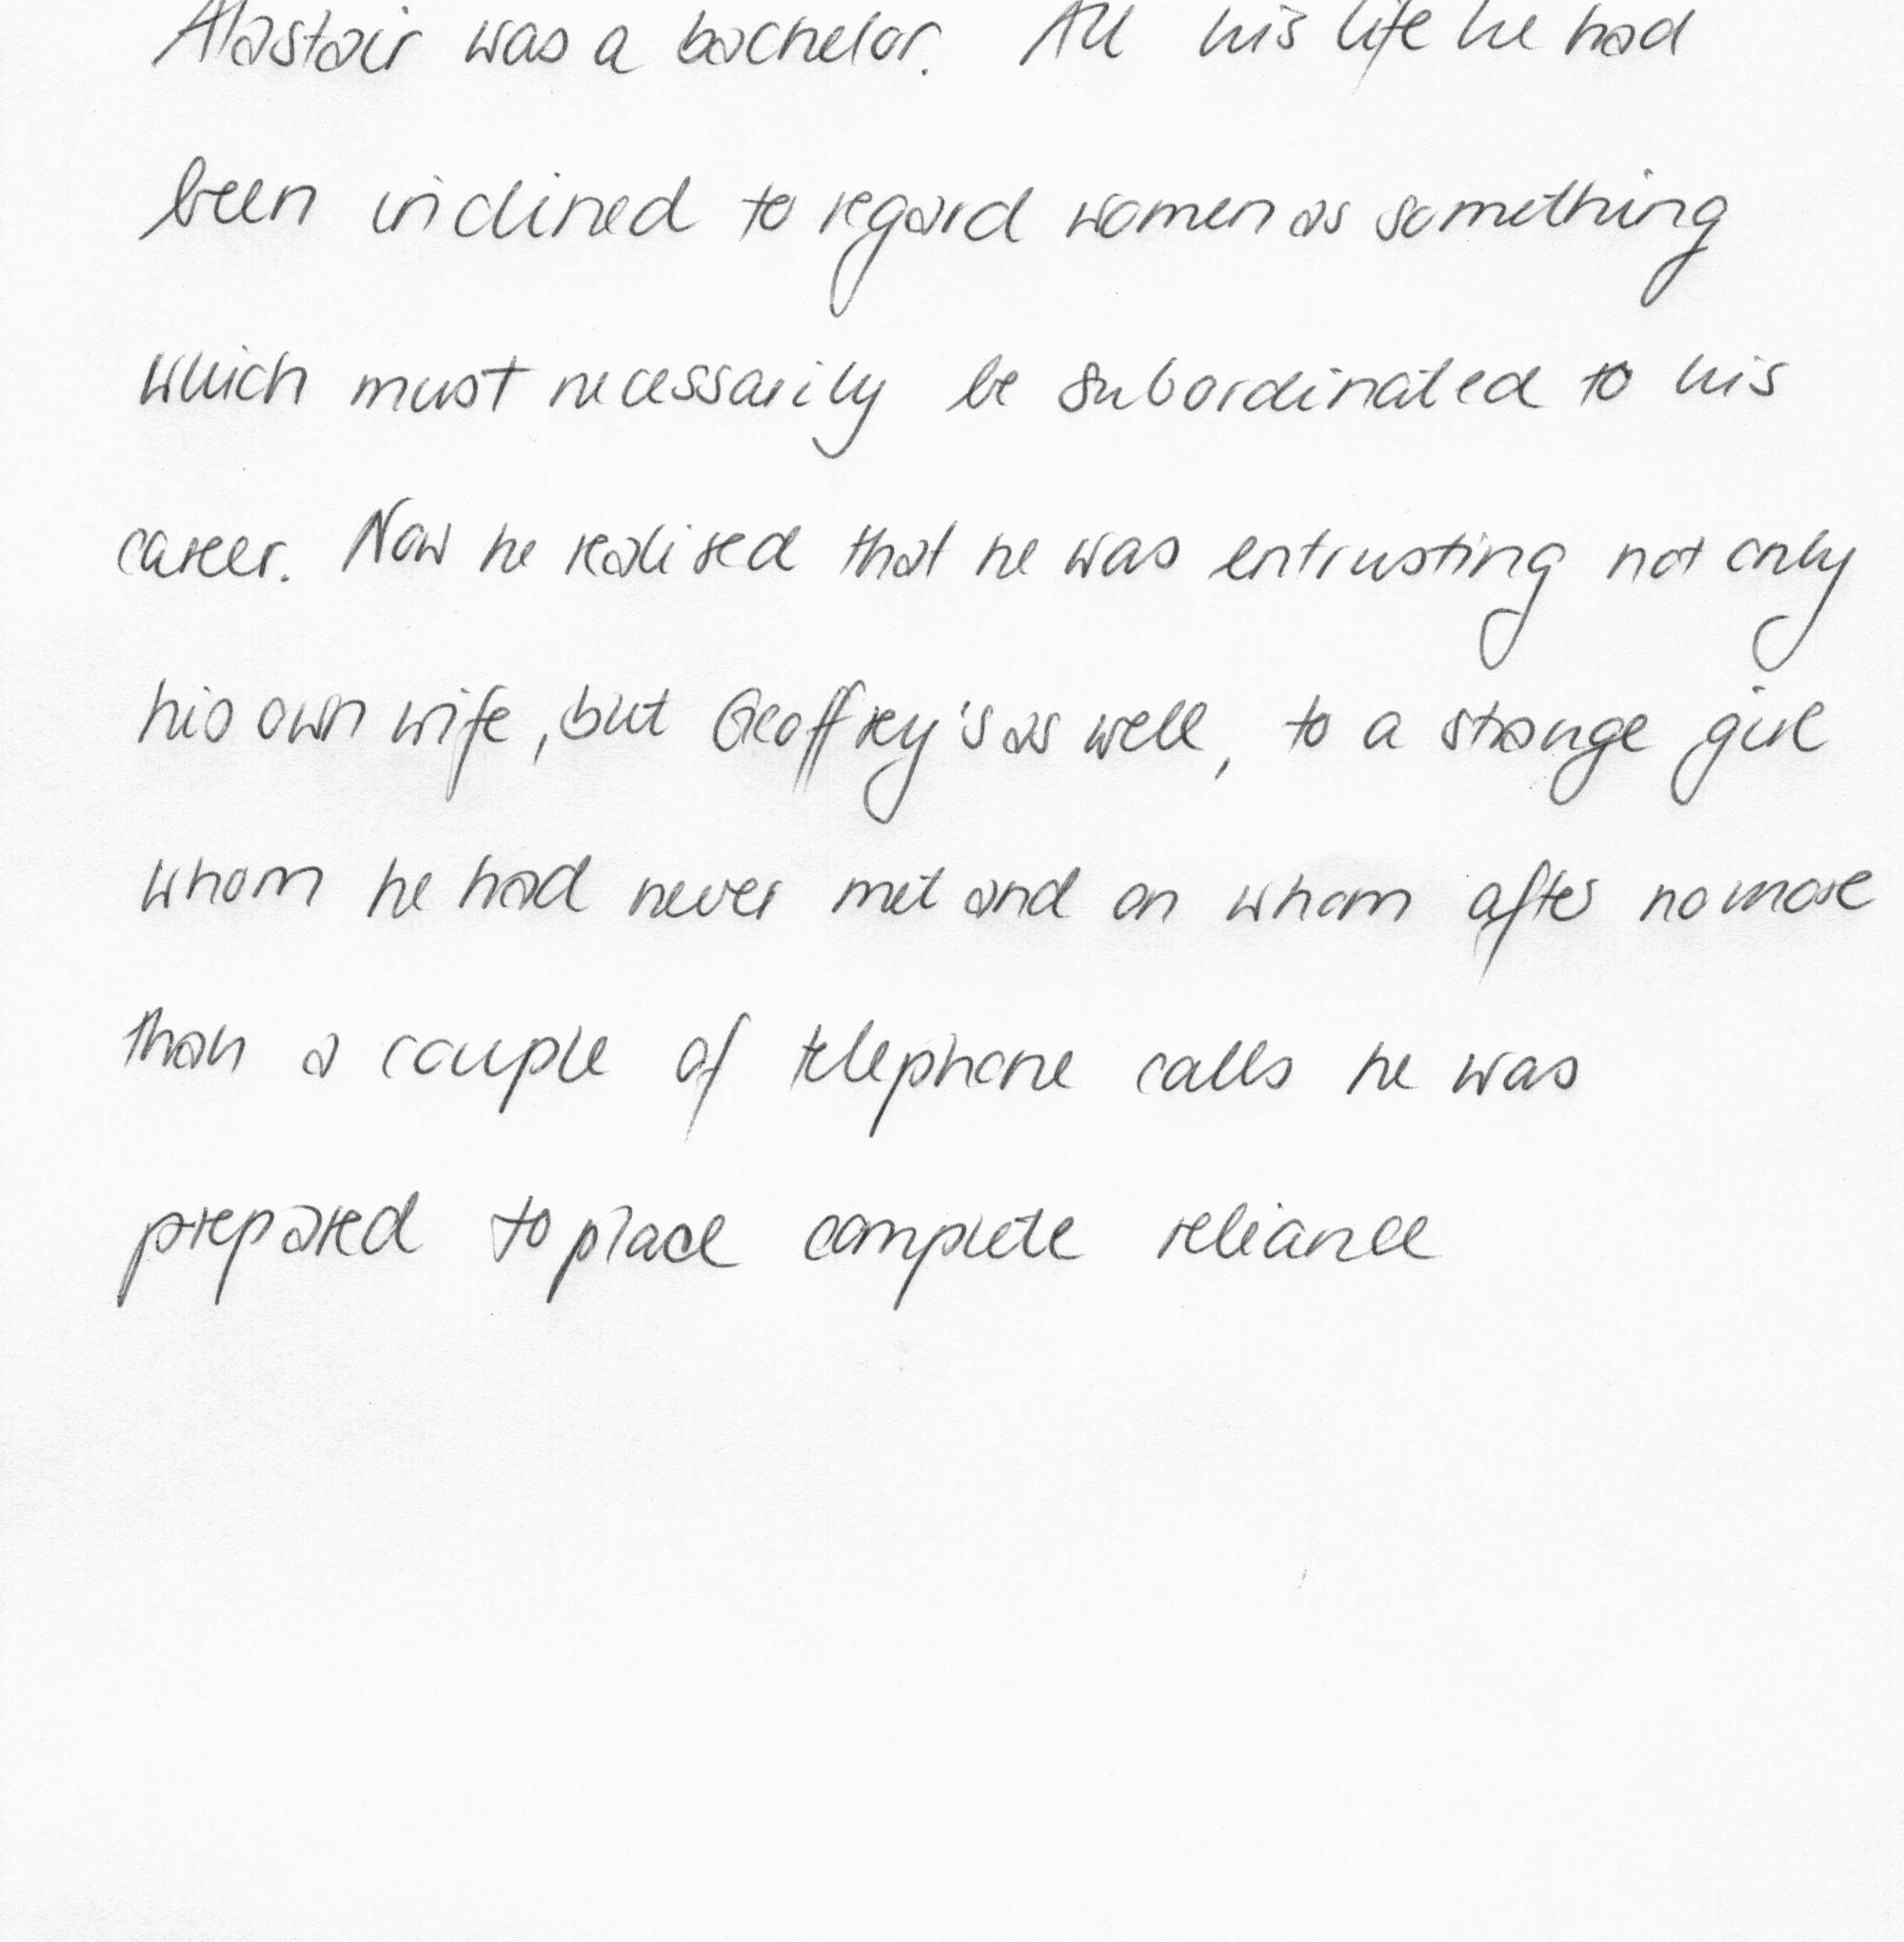 Alastair was a bachelor. All his life he had
been inclined to regard women as something
which must necessarily be subordinated to his
career. Now he realised that he was entrusting not only
his own wife, but Geoffrey's as well, to a strange girl
whom he had never met and on whom after no more
than a couple of telephone calls he was
prepared to place complete reliance